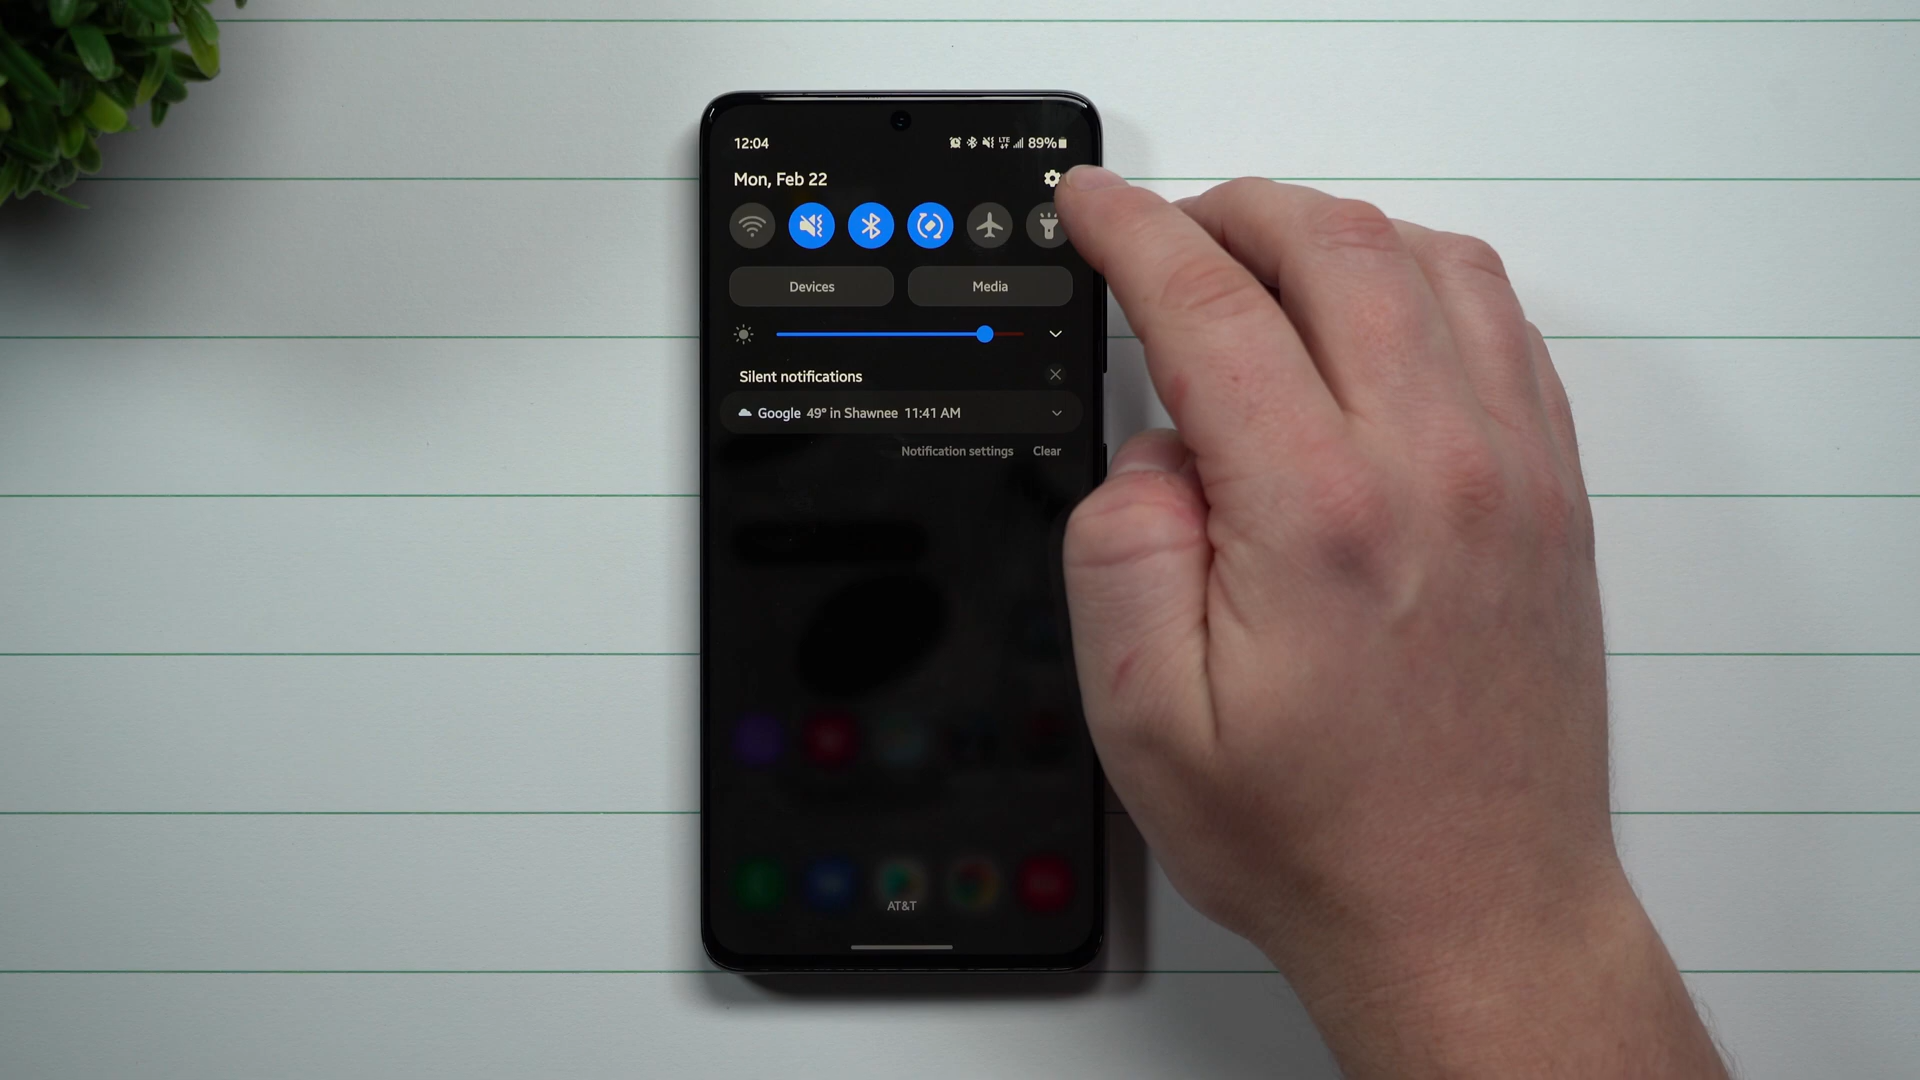 12:04 LTE 89%
Mon, Feb 22
Devices Media
Silent notifications
Google 49° in Shawnee 11:41 AM
Notification settings Clear
AT&T